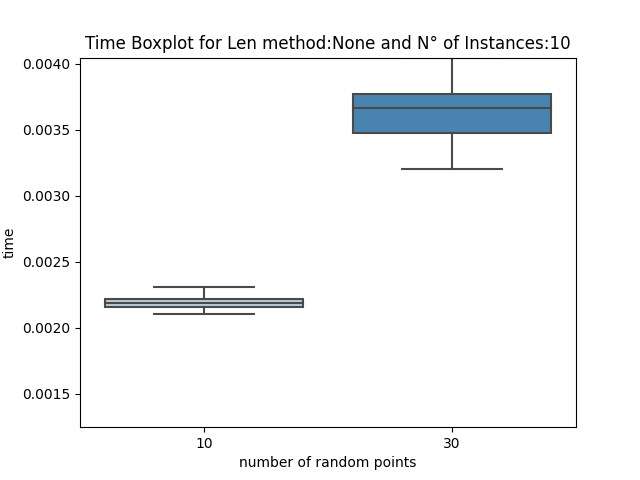 Time Boxplot for Len method:None and N° of Instances:10
0.0040
0.0035
0.0030
0.0025
0.0020
0.0015
time
10 30
number of random points